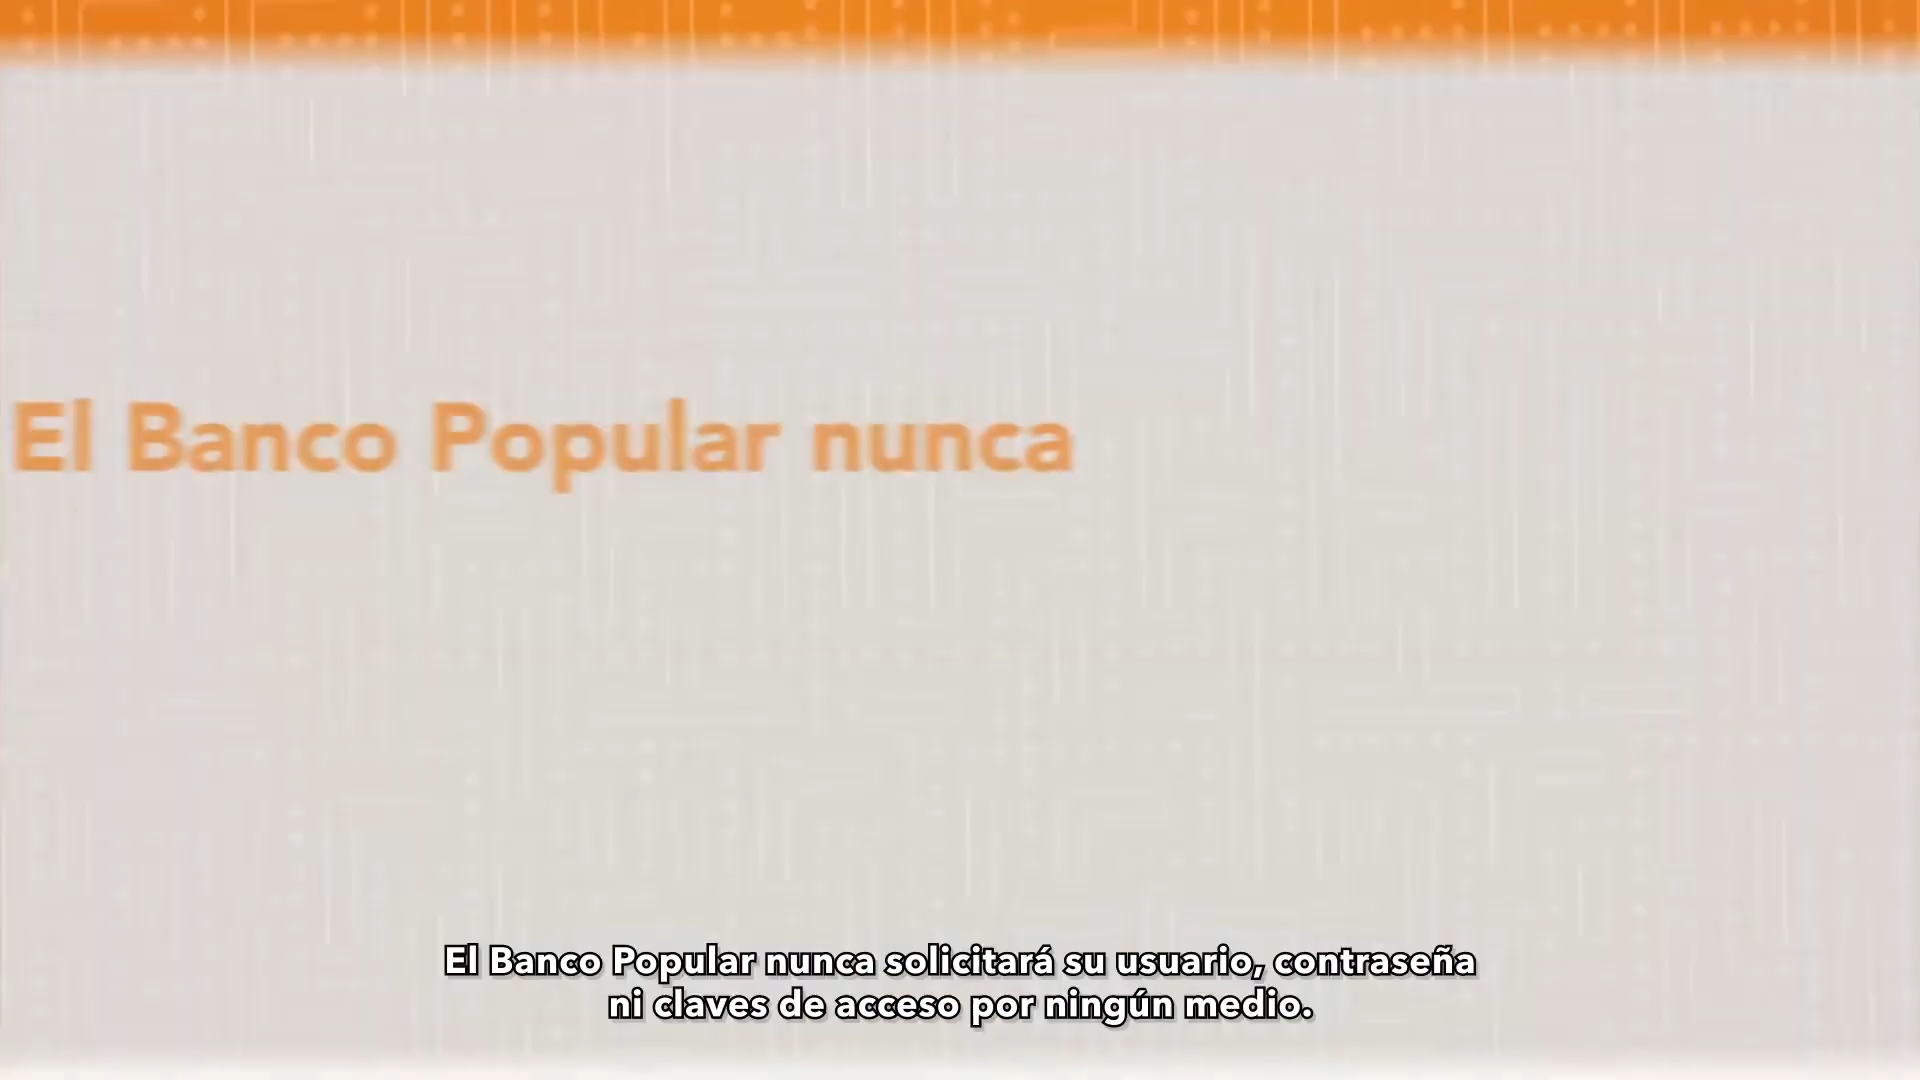 El Banco Popular nunca
El Banco Popular nunca solicitará su usuario, contraseña
ni claves de acceso por ningún medio.